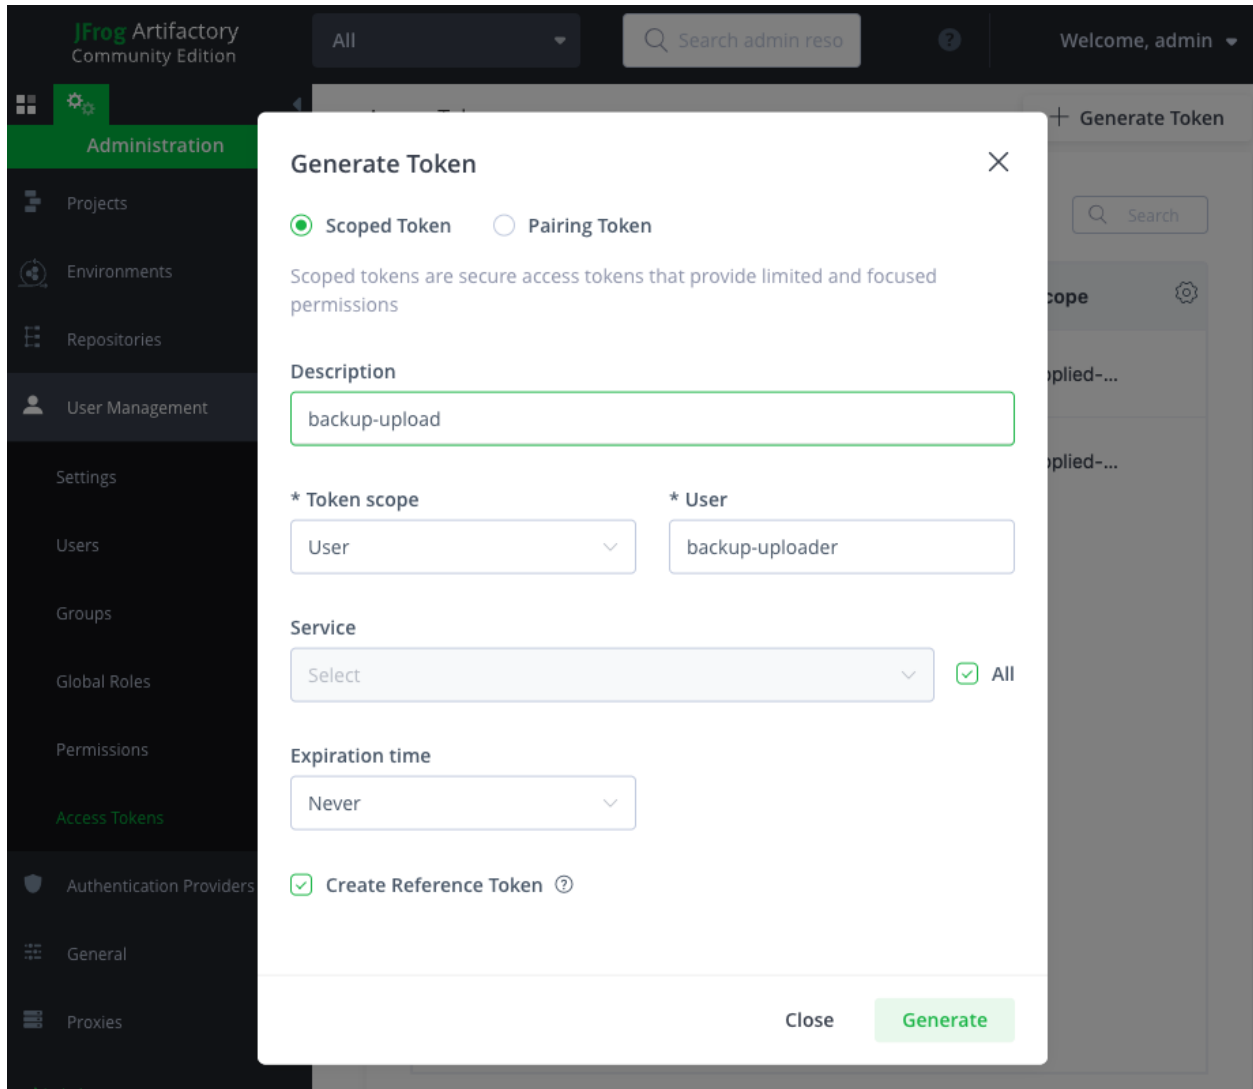 JFrog Artifactory
Community Edition
All
Search admin reso
Welcome, admin
Administration
Generate Token
Projects
Environments
Repositories
User Management
Settings
Users
Groups
Global Roles
Permissions
Access Tokens
Authentication Providers
General
Proxies
Search
cope
pplied-...
pplied-...
Generate Token
Scoped Token
Pairing Token
Scoped tokens are secure access tokens that provide limited and focused
permissions
Description
backup-upload
* Token scope
* User
User
backup-uploader
Service
Select
All
Expiration time
Never
Create Reference Token
Close
Generate